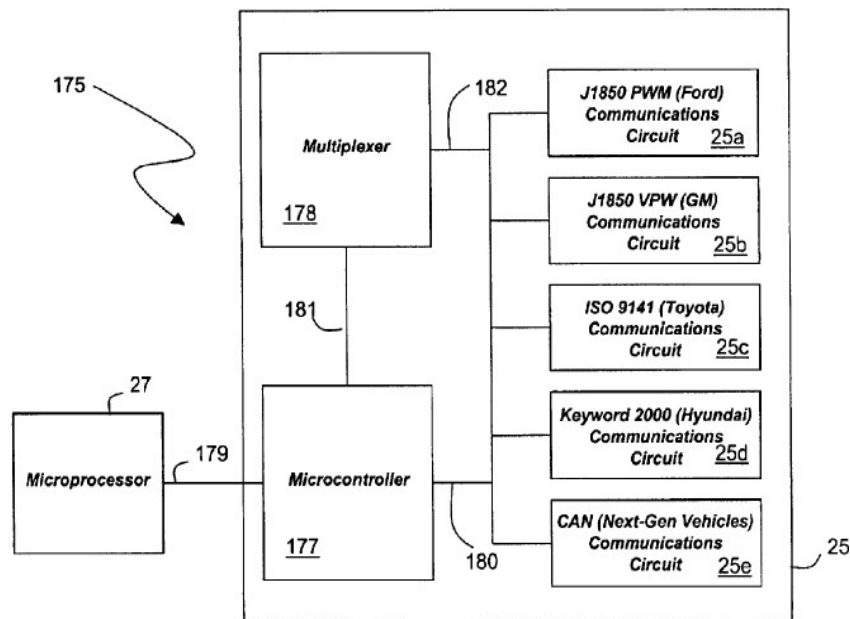 175
Multiplexer
178
182
J1850 PWM (Ford)
Communications
Circuit 25a
J1850 VPW (GM)
Communications
Circuit 25b
181
ISO 9141 (Toyota)
Communications
Circuit 25c
27
Microprocessor
179
Microcontroller
177
180
Keyword 2000 (Hyundai)
Communications
Circuit 25d
CAN (Next-Gen Vehicles)
Communications
Circuit 25e
25